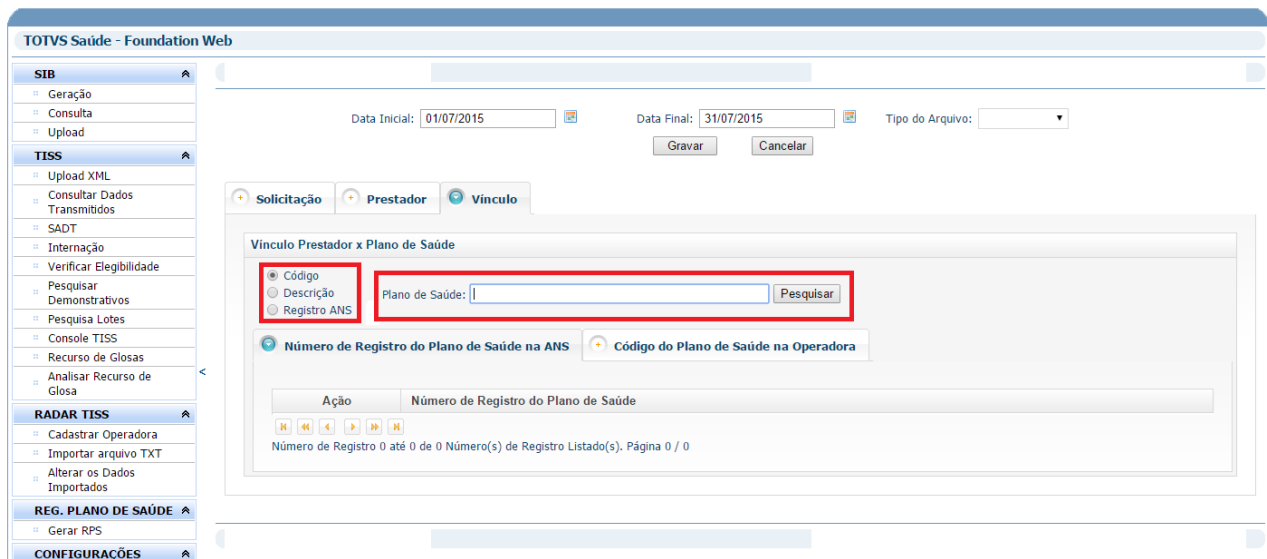 TOTVS Saúde - Foundation Web
SIB
Geração
Consulta
Upload
TISS
Upload XML
Consultar Dados
Transmitidos
SADT
Internação
Verificar Elegibilidade
Pesquisar
Demonstrativos
Pesquisa Lotes
Console TISS
Recurso de Glosas
Analisar Recurso de
Glosa
RADAR TISS
Cadastrar Operadora
Importar arquivo TXT
Alterar os Dados
Importados
REG. PLANO DE SAÚDE
Gerar RPS
CONFIGURAÇÕES
<
Data Inicial: 01/07/2015 Data Final: 31/07/2015 Tipo do Arquivo:
Gravar Cancelar
Solicitação Prestador Vínculo
Vínculo Prestador x Plano de Saúde
Código
Descrição
Registro ANS
Plano de Saúde: Pesquisar
Número de Registro do Plano de Saúde na ANS Código do Plano de Saúde na Operadora
Ação Número de Registro do Plano de Saúde
Número de Registro 0 até 0 de 0 Número(s) de Registro Listado(s). Página 0 / 0